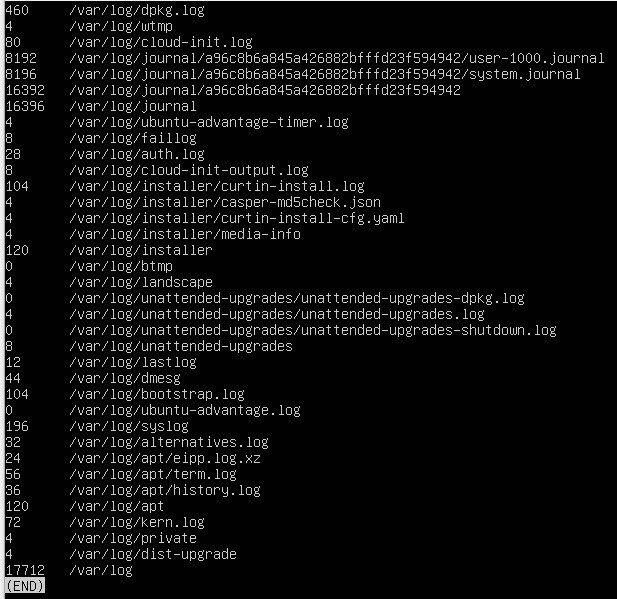 460 /var/log/dpkg.log
4 /var/log/wtmp
80 /var/log/cloud-init.log
8192 /var/log/journal/a96c8b6a845a426882bfffd23f594942/user-1000.journal
8196 /var/log/journal/a96c8b6a845a426882bfffd23f594942/system.journal
16392 /var/log/journal/a96c8b6a845a426882bfffd23f594942
16396 /var/log/journal
4 /var/log/ubuntu-advantage-timer.log
8 /var/log/faillog
28 /var/log/auth.log
8 /var/log/cloud-init-output.log
104 /var/log/installer/curtin-install.log
4 /var/log/installer/casper-md5check.json
4 /var/log/installer/curtin-install-cfg.yaml
4 /var/log/installer/media-info
120 /var/log/installer
0 /var/log/btmp
4 /var/log/landscape
0 /var/log/unattended-upgrades/unattended-upgrades-dpkg.log
4 /var/log/unattended-upgrades/unattended-upgrades.log
0 /var/log/unattended-upgrades/unattended-upgrades-shutdown.log
8 /var/log/unattended-upgrades
12 /var/log/lastlog
44 /var/log/dmesg
104 /var/log/bootstrap.log
0 /var/log/ubuntu-advantage.log
196 /var/log/syslog
32 /var/log/alternatives.log
24 /var/log/apt/eipp.log.xz
56 /var/log/apt/term.log
36 /var/log/apt/history.log
120 /var/log/apt
72 /var/log/kern.log
4 /var/log/private
4 /var/log/dist-upgrade
17712 /var/log
(END)